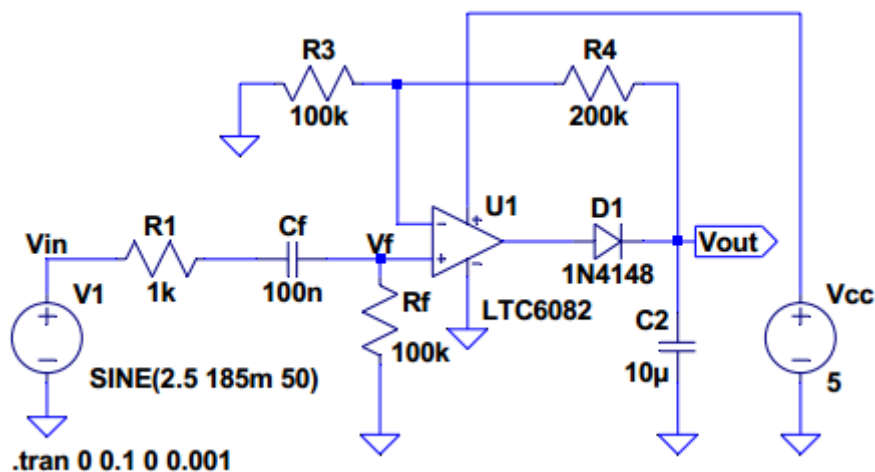 R3
100k
R4
200k
U1
D1
1N4148
Vout
Vin
R1
1k
Cf
100n
Vf
Rf
100k
LTC6082
C2
10µ
Vcc
5
V1
SINE(2.5 185m 50)
.tran 0 0.1 0 0.001